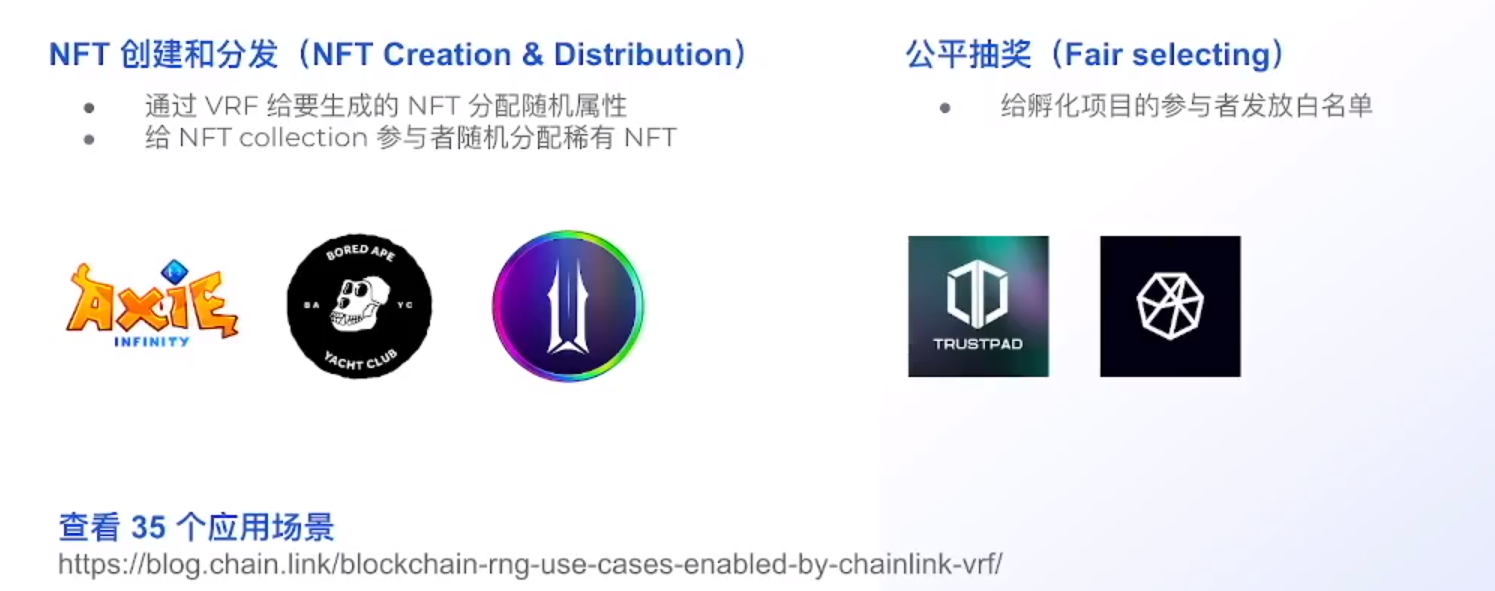 NFT 创建和分发（NFT Creation & Distribution）
• 通过 VRF 给要生成的 NFT 分配随机属性
• 给 NFT collection 参与者随机分配稀有 NFT
公平抽奖（Fair selecting）
• 给孵化项目的参与者发放白名单
AXIE
INFINITY
BORED APE
BA YC
YACHT CLUB
TRUSTPAD
查看 35 个应用场景
https://blog.chain.link/blockchain-rng-use-cases-enabled-by-chainlink-vrf/